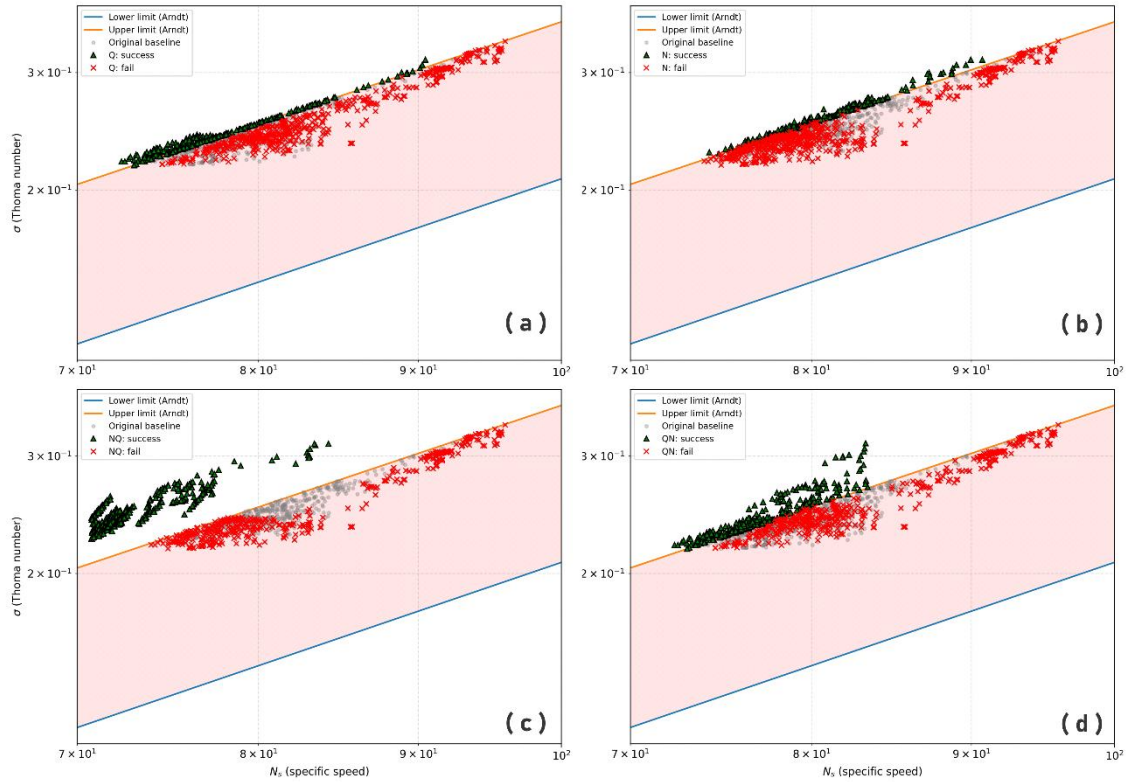 Lower limit (Arndt)
Upper limit (Arndt)
Original baseline
Q: success
Q: fail
3 × 10⁻¹
2 × 10⁻¹
σ (Thoma number)
(a)
7 × 10¹
8 × 10¹
9 × 10¹
10²
Lower limit (Arndt)
Upper limit (Arndt)
Original baseline
N: success
N: fail
3 × 10⁻¹
2 × 10⁻¹
(b)
7 × 10¹
8 × 10¹
9 × 10¹
10²
Lower limit (Arndt)
Upper limit (Arndt)
Original baseline
NQ: success
NQ: fail
3 × 10⁻¹
2 × 10⁻¹
σ (Thoma number)
(c)
7 × 10¹
8 × 10¹
9 × 10¹
10²
Nₛ (specific speed)
Lower limit (Arndt)
Upper limit (Arndt)
Original baseline
QN: success
QN: fail
3 × 10⁻¹
2 × 10⁻¹
(d)
7 × 10¹
8 × 10¹
9 × 10¹
10²
Nₛ (specific speed)